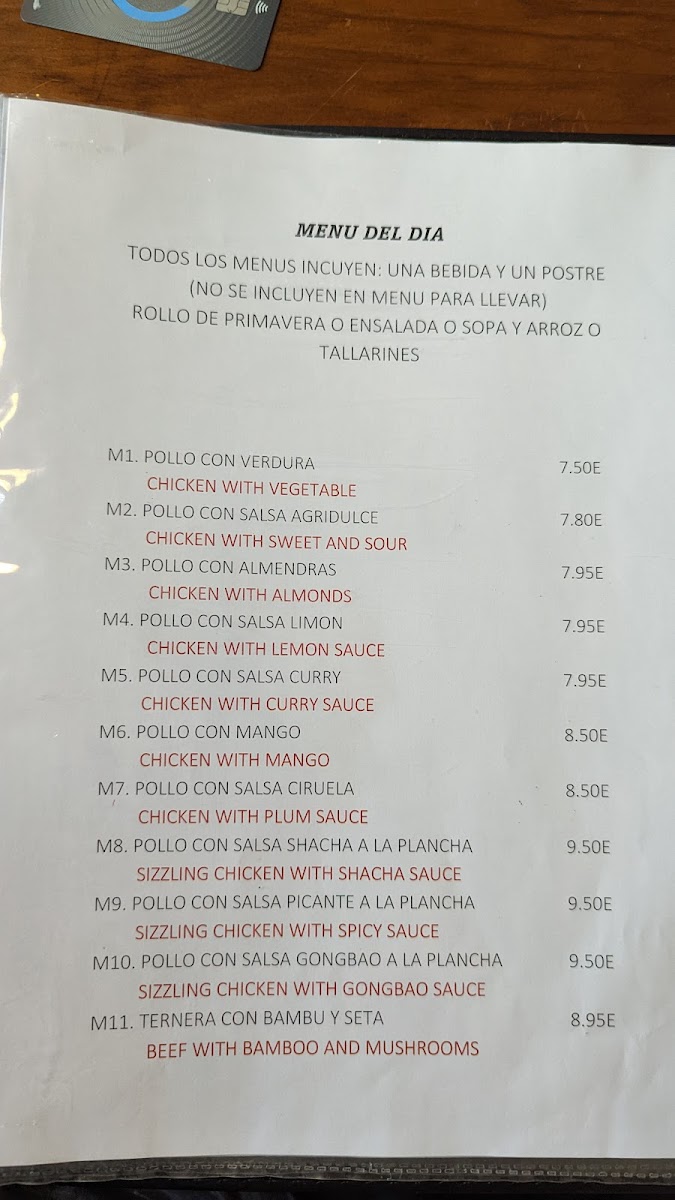 MENU DEL DIA
TODOS LOS MENUS INCUYEN: UNA BEBIDA Y UN POSTRE
(NO SE INCLUYEN EN MENU PARA LLEVAR)
ROLLO DE PRIMAVERA O ENSALADA O SOPA Y ARROZ O
TALLARINES
M1. POLLO CON VERDURA 7.50E
CHICKEN WITH VEGETABLE
M2. POLLO CON SALSA AGRIDULCE 7.80E
CHICKEN WITH SWEET AND SOUR
M3. POLLO CON ALMENDRAS 7.95E
CHICKEN WITH ALMONDS
M4. POLLO CON SALSA LIMON 7.95E
CHICKEN WITH LEMON SAUCE
M5. POLLO CON SALSA CURRY 7.95E
CHICKEN WITH CURRY SAUCE
M6. POLLO CON MANGO 8.50E
CHICKEN WITH MANGO
M7. POLLO CON SALSA CIRUELA 8.50E
CHICKEN WITH PLUM SAUCE
M8. POLLO CON SALSA SHACHA A LA PLANCHA 9.50E
SIZZLING CHICKEN WITH SHACHA SAUCE
M9. POLLO CON SALSA PICANTE A LA PLANCHA 9.50E
SIZZLING CHICKEN WITH SPICY SAUCE
M10. POLLO CON SALSA GONGBAO A LA PLANCHA 9.50E
SIZZLING CHICKEN WITH GONGBAO SAUCE
M11. TERNERA CON BAMBU Y SETA 8.95E
BEEF WITH BAMBOO AND MUSHROOMS